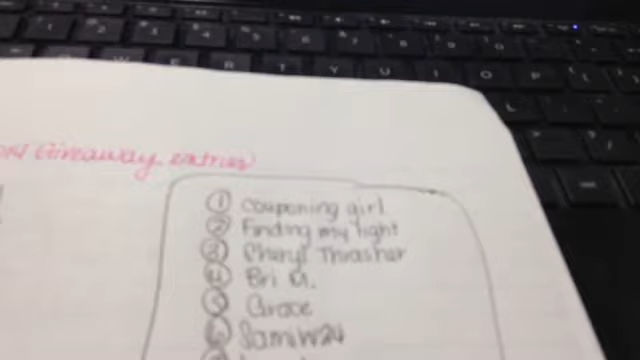 Giveaway entries
① Couponing girl
② Finding my light
③ Cheryl Thrasher
④ Bri M.
⑤ Grace
⑥ Samiw24